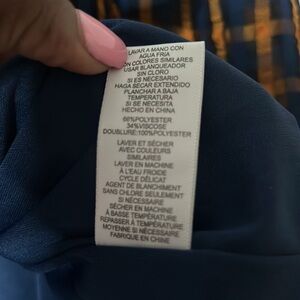 LAVAR A MANO CON
AGUA FRIA
CON COLORES SIMILARES
USAR BLANQUEADOR
SIN CLORO
SI ES NECESARIO
HAGA SECAR EXTENDIDO
PLANCHAR A BAJA
TEMPERATURA
SI SE NECESITA
HECHO EN CHINA
66%POLYESTER
34%VISCOSE
DOUBLURE:100%POLYESTER
LAVER ET SÉCHER
AVEC COULEURS
SIMILAIRES
LAVER EN MACHINE
À L'EAU FROIDE
CYCLE DÉLICAT
AGENT DE BLANCHIMENT
SANS CHLORE SEULEMENT
SI NÉCESSAIRE
SÉCHER EN MACHINE
À BASSE TEMPÉRATURE
REPASSER À TEMPÉRATURE
MOYENNE SI NÉCESSAIRE
FABRIQUE EN CHINE